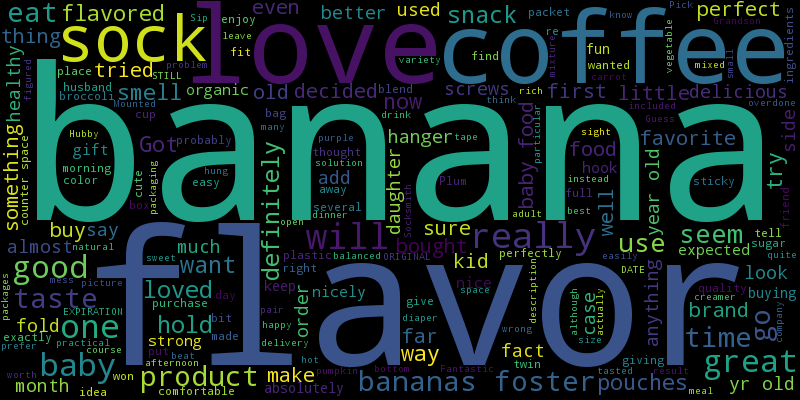 banana
flavor
coffee
love
sock
eat
flavored
thing
even
better
used
snack
perfect
Sip
enjoy
leave
packet
know
Pick
Grandson
fit
re
fun
wanted
find
mixture
vegetable
mixed
small
ingredients
tried
place
husband
broccoli
problem
STILL
smell
organic
old
decided
variety
blend
now
screws
think
rich
carrot
first
little
delicious
included
Guess
overdone
healthy
figured
Mounted
cup
bag
many
drink
tape
particular
something
counter space
Hubby
gift
morning
color
Got
probably
cute
packaging
box
easy
hung
purple
thought
solution
add
away
several
dinner
hanger
daughter
Socksmith
baby food
Plum
adult
food
hook
sight
instead
full
best
favorite
year old
sticky
try
side
friend
buy
say
almost
natural
definitely
open
will
sure
bought
really
well
use
seem
expected
tell
sugar
quite
good
mess
picture
much
want
sweet
plastic
balanced
ORIGINAL
right
perfectly
kid
nice
description
DATE
easily
anything
look
buying
quality
creamer
brand
go
company
packages
taste
EXPIRATION
loved
purchase
day
keep
nicely
order
give
space
although
case
actually
size
time
one
fold
exactly
practical
prefer
course
hold
strong
put
bit
made
beat
afternoon
pair
happy
delivery
diaper
far
way
wrong
fact
twin
giving
great
baby
month
worth
idea
won
product
comfortable
make
hot
absolutely
pumpkin
bottom
bananas foster
Fantastic
tasted
pouches
result
meal
yr old